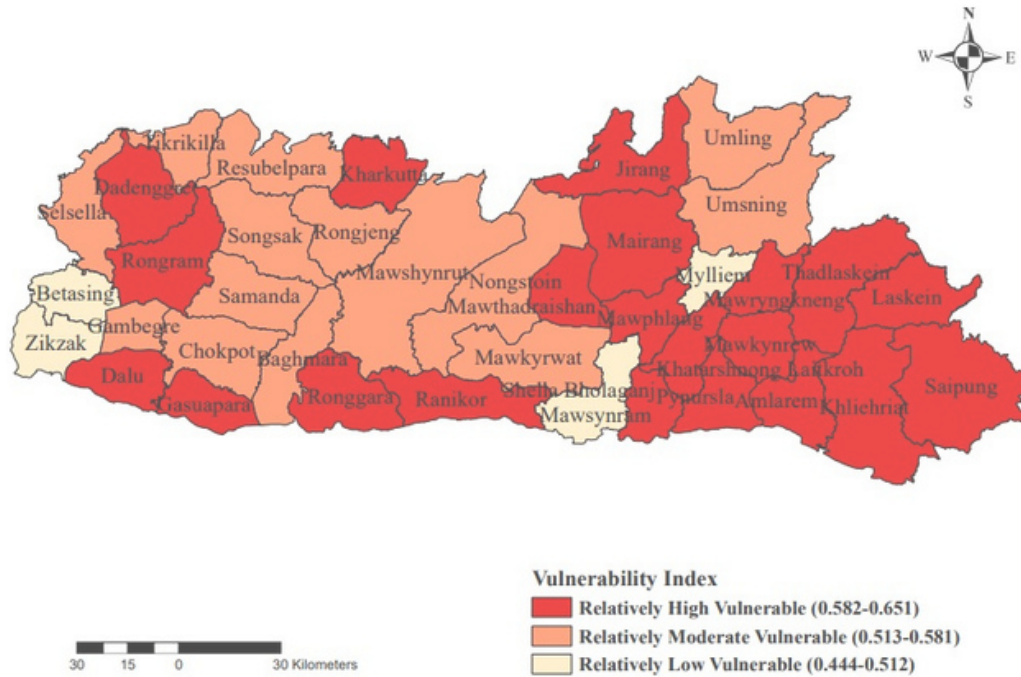 N
W E
S
Umling
Tikrikilla
Resubelpara
Kharkutta
Jirang
Dadenggre
Selsella
Umsning
Songsak
Rongjeng
Mairang
Rongram
Mawshynrut
Nongstoin
Mylliem
Thadlaskein
Betasing
Samanda
Mawthadraishan
Mawryngkneng
Laskein
Gambegre
Mawphlang
Zikzak
Chokpot
Baghmara
Mawkyrwat
Mawkynrew
Khatarshnong Laitkroh
Dalu
Saipung
Gasuapara
Ronggara
Ranikor
Shella Bholaganj
Pynursla
Amlarem
Khliehriat
Mawsynram
Vulnerability Index
Relatively High Vulnerable (0.582-0.651)
Relatively Moderate Vulnerable (0.513-0.581)
Relatively Low Vulnerable (0.444-0.512)
30 15 0 30 Kilometers